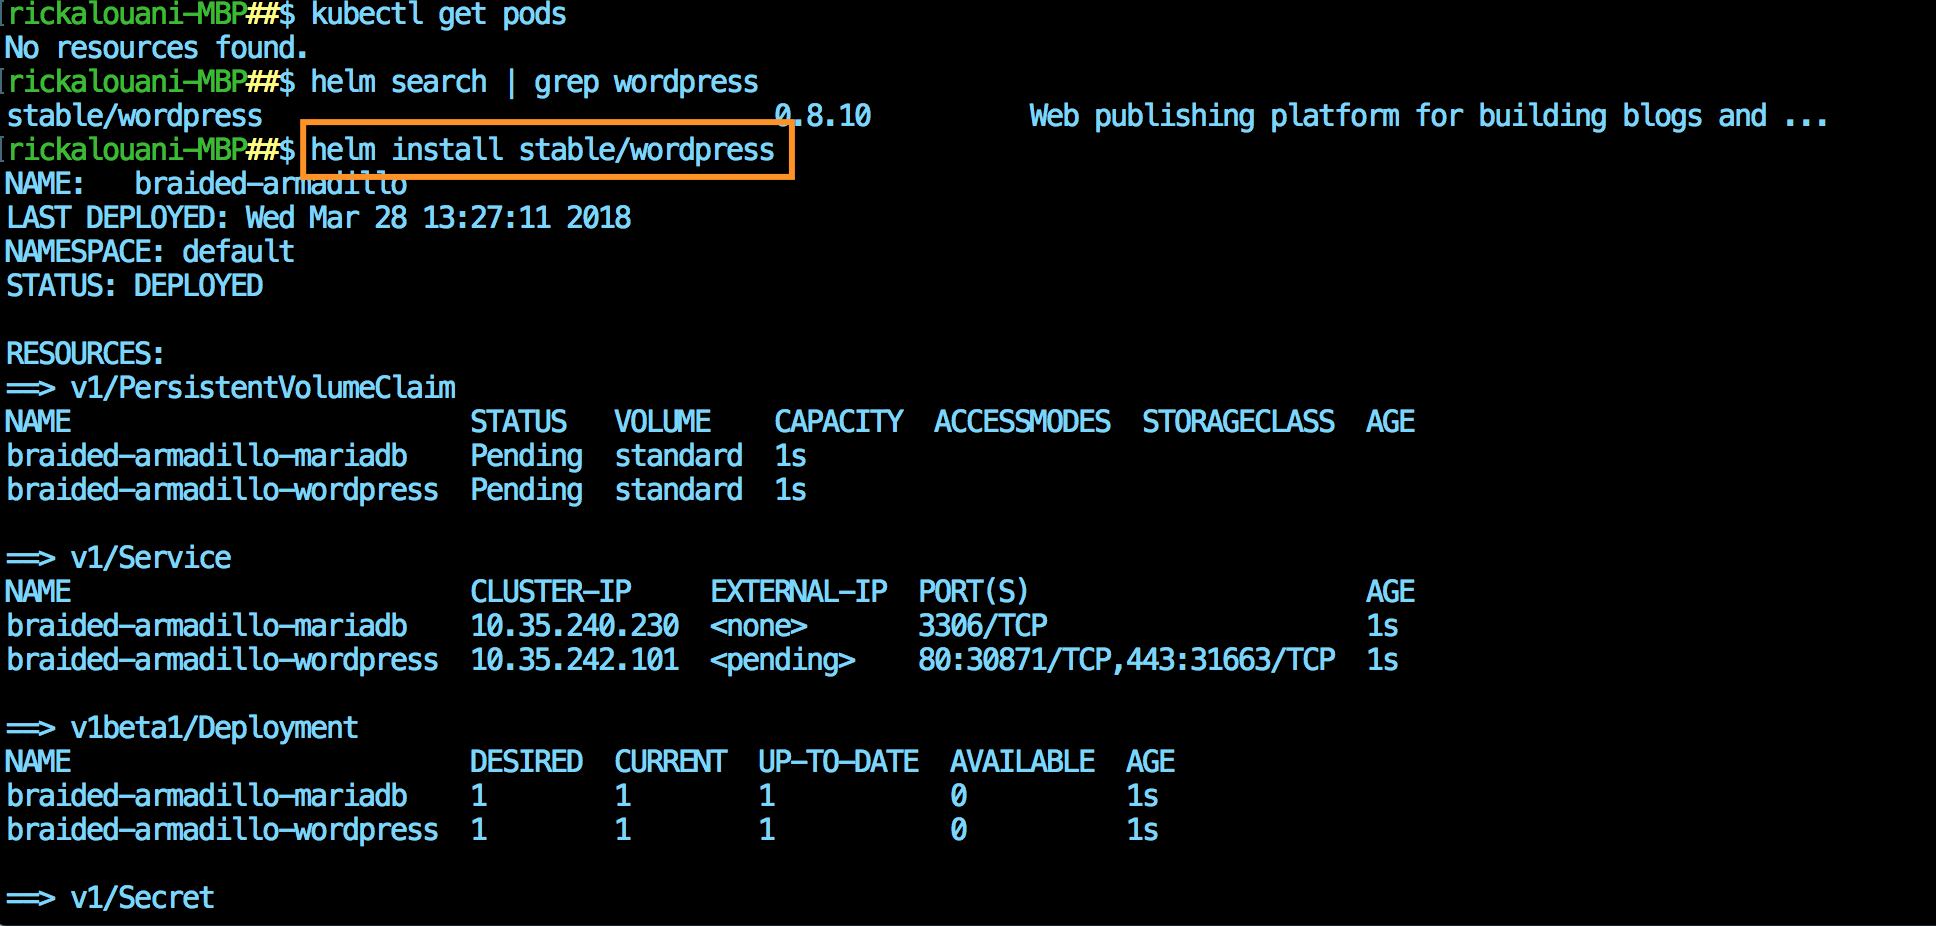 rickalouani-MBP##$ kubectl get pods
No resources found.
rickalouani-MBP##$ helm search | grep wordpress
stable/wordpress 0.8.10 Web publishing platform for building blogs and ...
rickalouani-MBP##$ helm install stable/wordpress
NAME: braided-armadillo
LAST DEPLOYED: Wed Mar 28 13:27:11 2018
NAMESPACE: default
STATUS: DEPLOYED
RESOURCES:
==> v1/PersistentVolumeClaim
NAME STATUS VOLUME CAPACITY ACCESSMODES STORAGECLASS AGE
braided-armadillo-mariadb Pending standard 1s
braided-armadillo-wordpress Pending standard 1s
==> v1/Service
NAME CLUSTER-IP EXTERNAL-IP PORT(S) AGE
braided-armadillo-mariadb 10.35.240.230 <none> 3306/TCP 1s
braided-armadillo-wordpress 10.35.242.101 <pending> 80:30871/TCP,443:31663/TCP 1s
==> v1beta1/Deployment
NAME DESIRED CURRENT UP-TO-DATE AVAILABLE AGE
braided-armadillo-mariadb 1 1 1 0 1s
braided-armadillo-wordpress 1 1 1 0 1s
==> v1/Secret